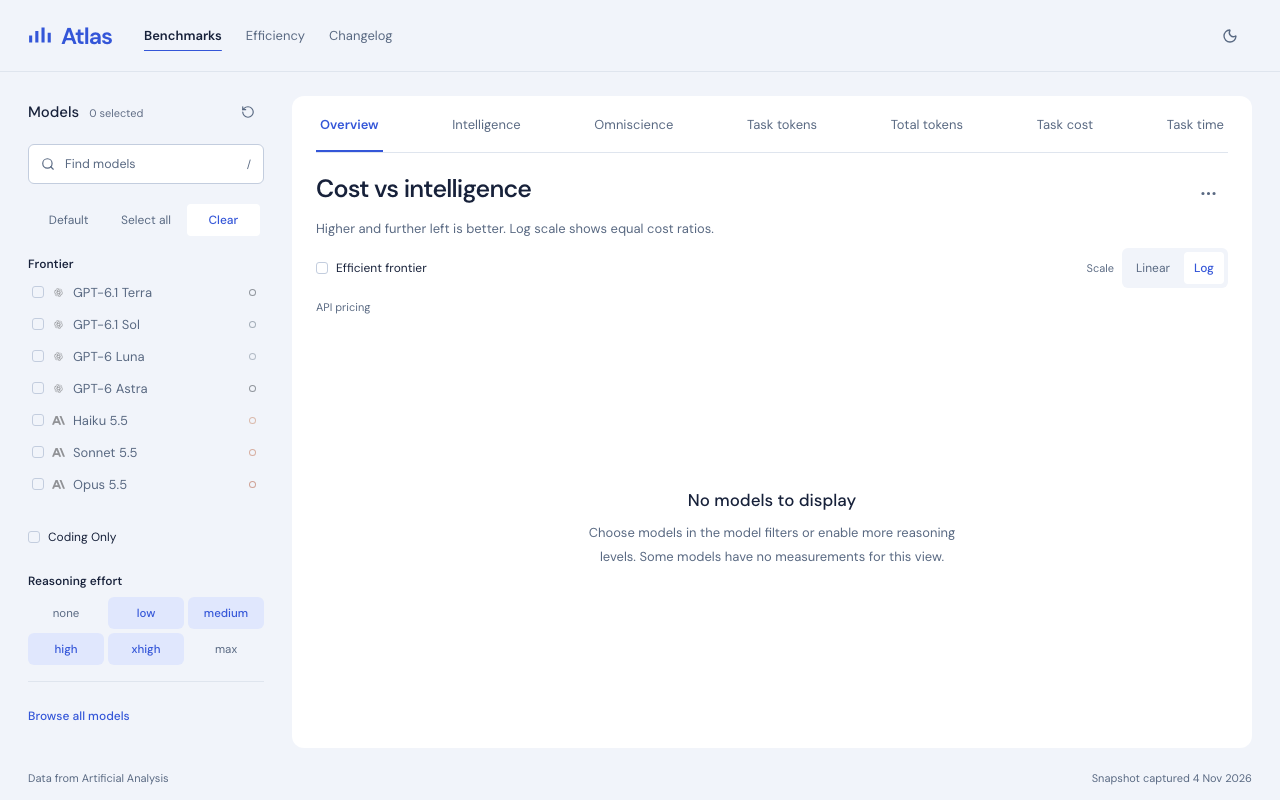 Atlas
Benchmarks
Efficiency
Changelog
Models
0 selected
Find models
/
Default
Select all
Clear
Frontier
GPT-6.1 Terra
GPT-6.1 Sol
GPT-6 Luna
GPT-6 Astra
Haiku 5.5
Sonnet 5.5
Opus 5.5
Coding Only
Reasoning effort
none
low
medium
high
xhigh
max
Browse all models
Overview
Intelligence
Omniscience
Task tokens
Total tokens
Task cost
Task time
Cost vs intelligence
Higher and further left is better. Log scale shows equal cost ratios.
Efficient frontier
Scale
Linear
Log
API pricing
No models to display
Choose models in the model filters or enable more reasoning
levels. Some models have no measurements for this view.
Data from Artificial Analysis
Snapshot captured 4 Nov 2026